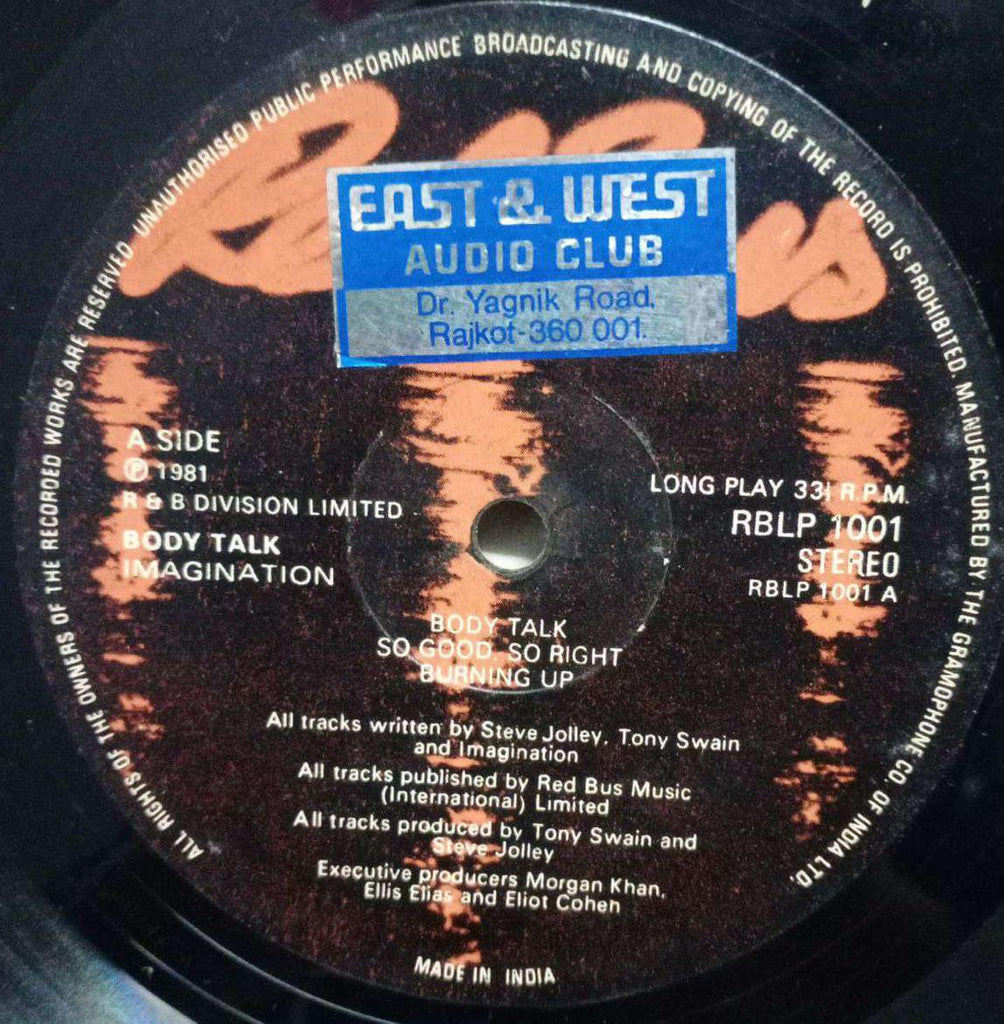 ALL RIGHTS OF THE OWNERS OF THE RECORDED WORKS ARE RESERVED UNAUTHORISED PUBLIC PERFORMANCE BROADCASTING AND COPYING OF THE RECORD IS PROHIBITED MANUFACTURED BY THE GRAMOPHONE CO. OF INDIA LTD.
EAST & WEST
AUDIO CLUB
Dr. Yagnik Road,
Rajkot-360 001.
A SIDE
℗ 1981
R & B DIVISION LIMITED
BODY TALK
IMAGINATION
LONG PLAY 33⅓ R.P.M.
RBLP 1001
STEREO
RBLP 1001 A
BODY TALK
SO GOOD, SO RIGHT
BURNING UP
All tracks written by Steve Jolley, Tony Swain
and Imagination
All tracks published by Red Bus Music
(International) Limited
All tracks produced by Tony Swain and
Steve Jolley
Executive producers Morgan Khan,
Ellis Elias and Eliot Cohen
MADE IN INDIA